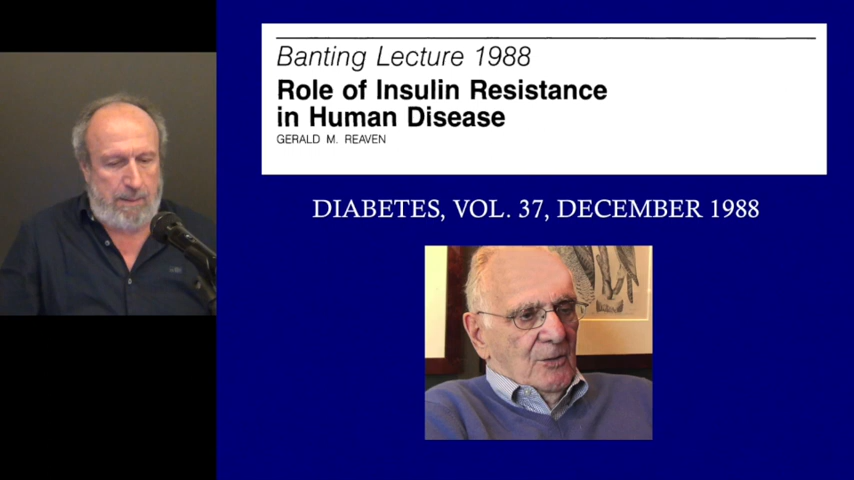 Banting Lecture 1988
Role of Insulin Resistance
in Human Disease
GERALD M. REAVEN
DIABETES, VOL. 37, DECEMBER 1988